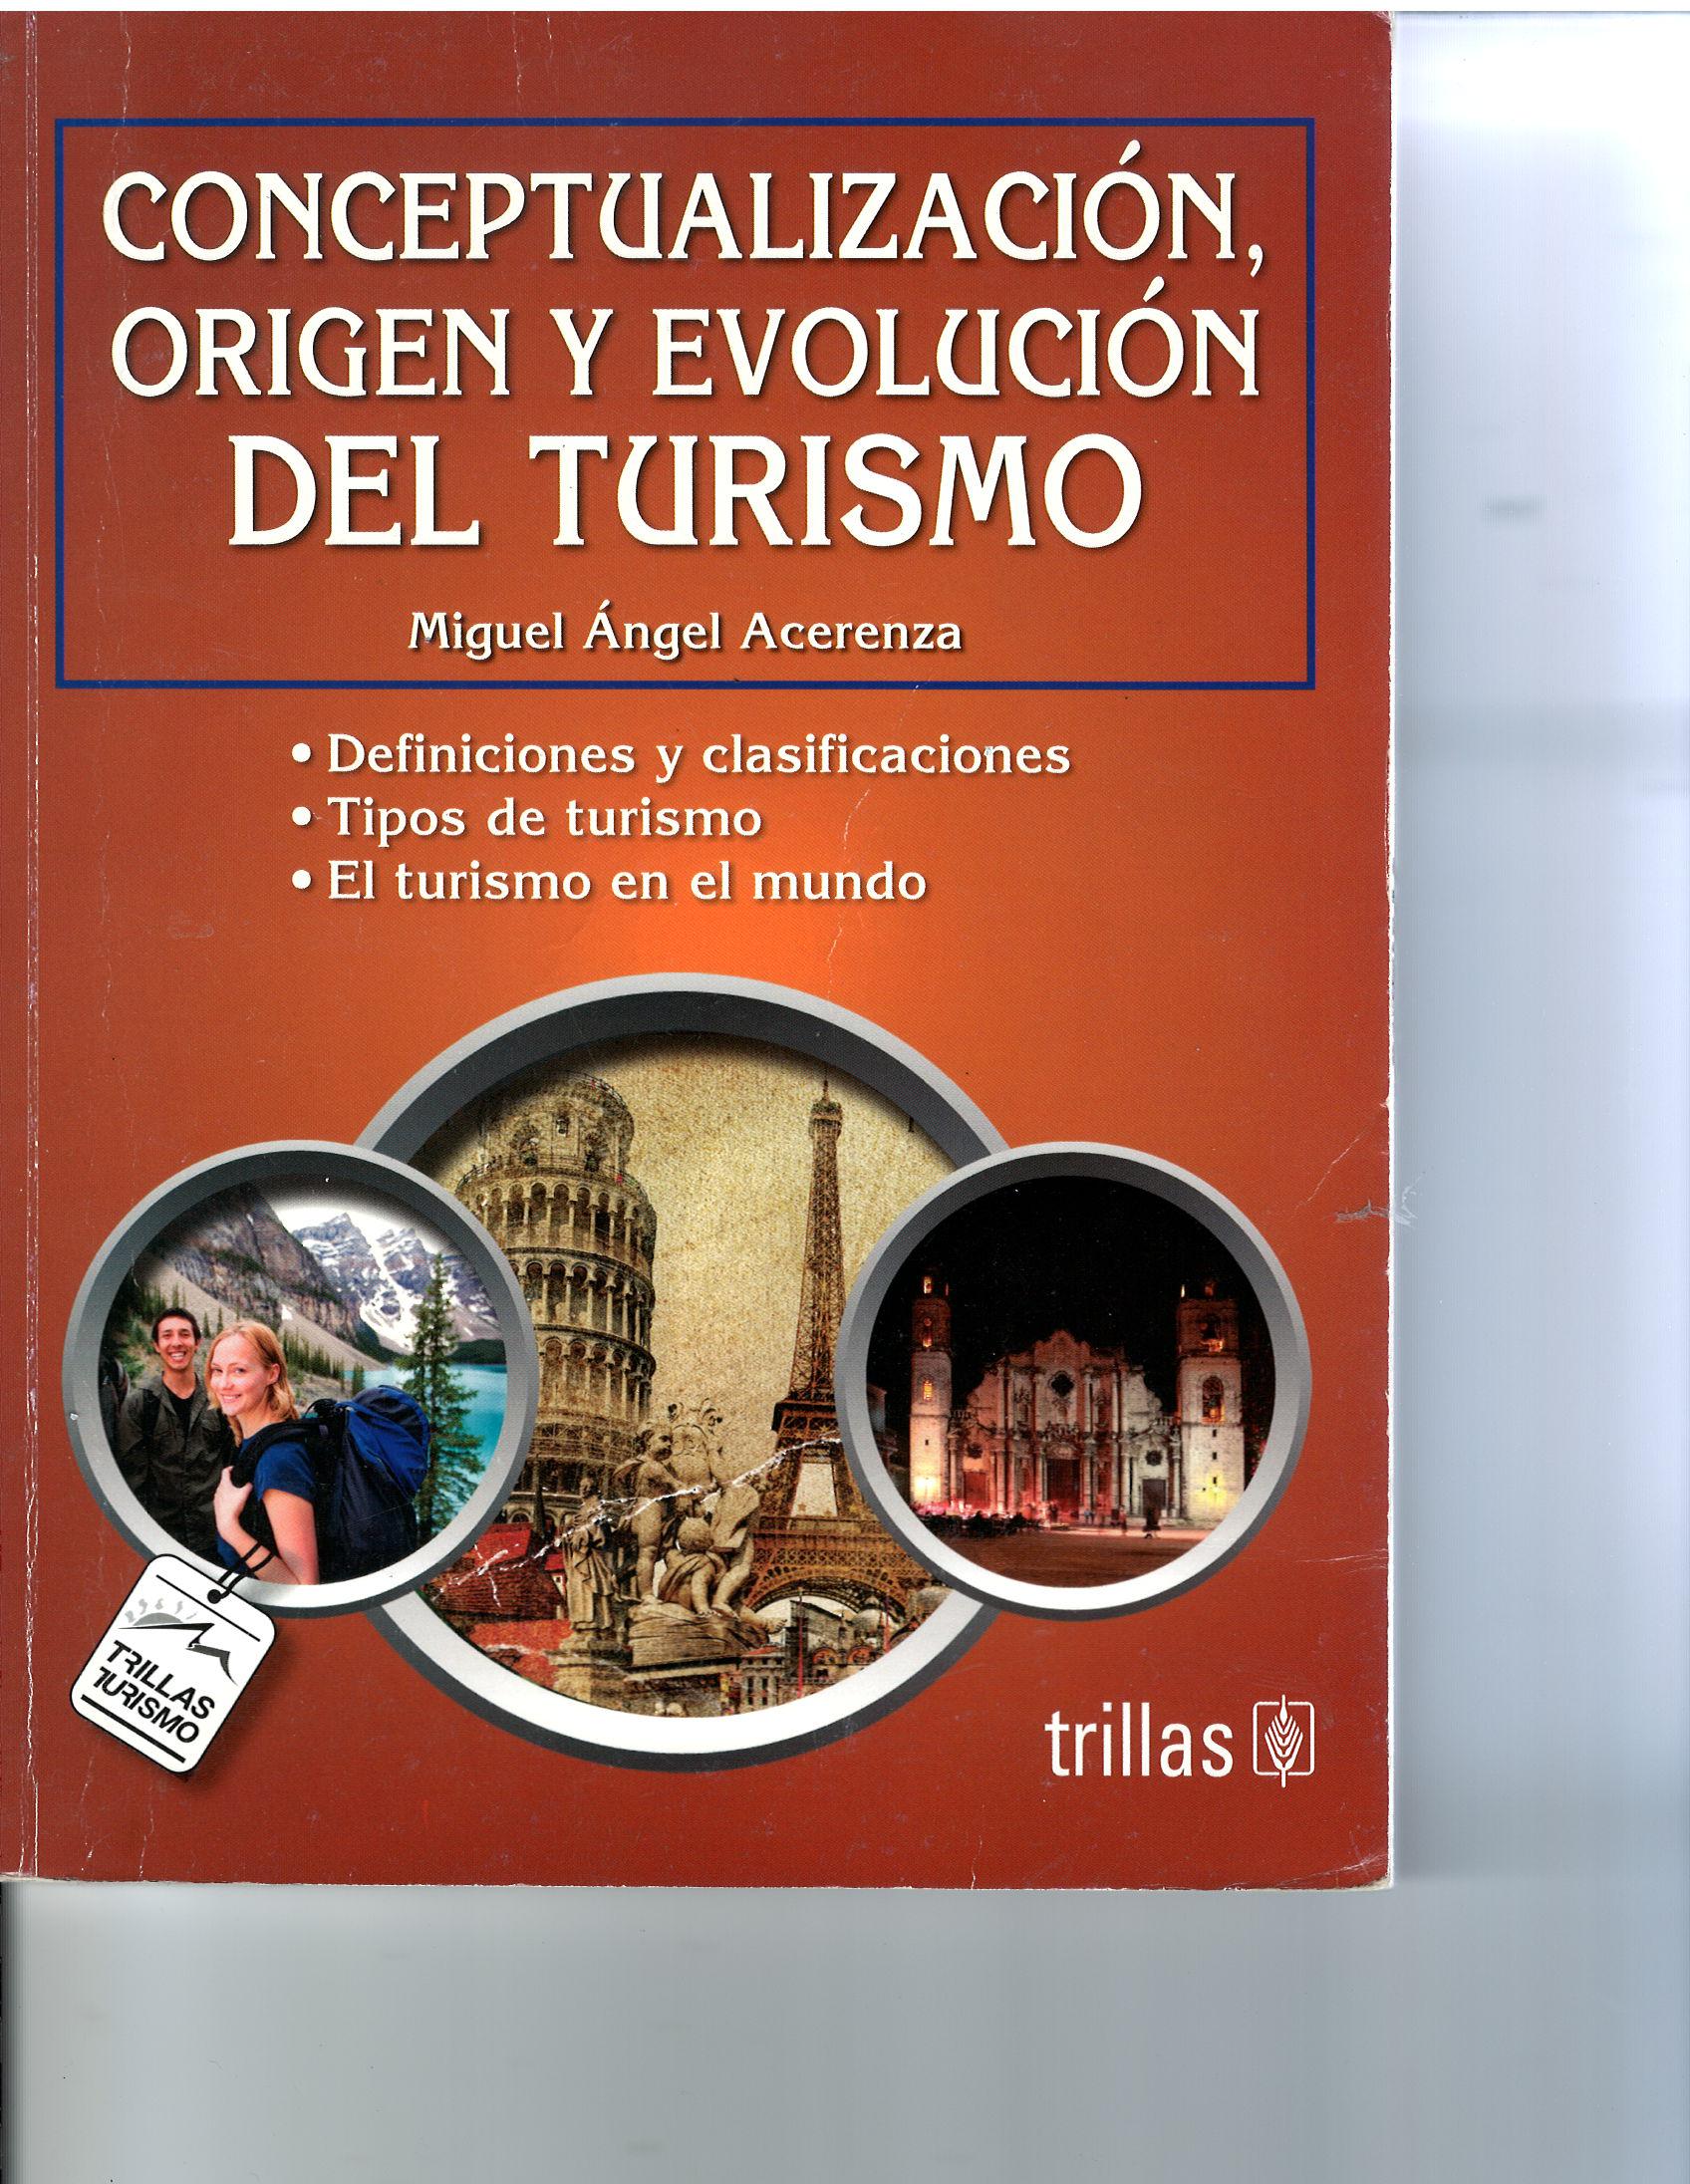 CONCEPTUALIZACIÓN,
ORIGEN Y EVOLUCIÓN
DEL TURISMO
Miguel Ángel Acerenza
• Definiciones y clasificaciones
• Tipos de turismo
• El turismo en el mundo
TRILLAS
TURISMO
trillas